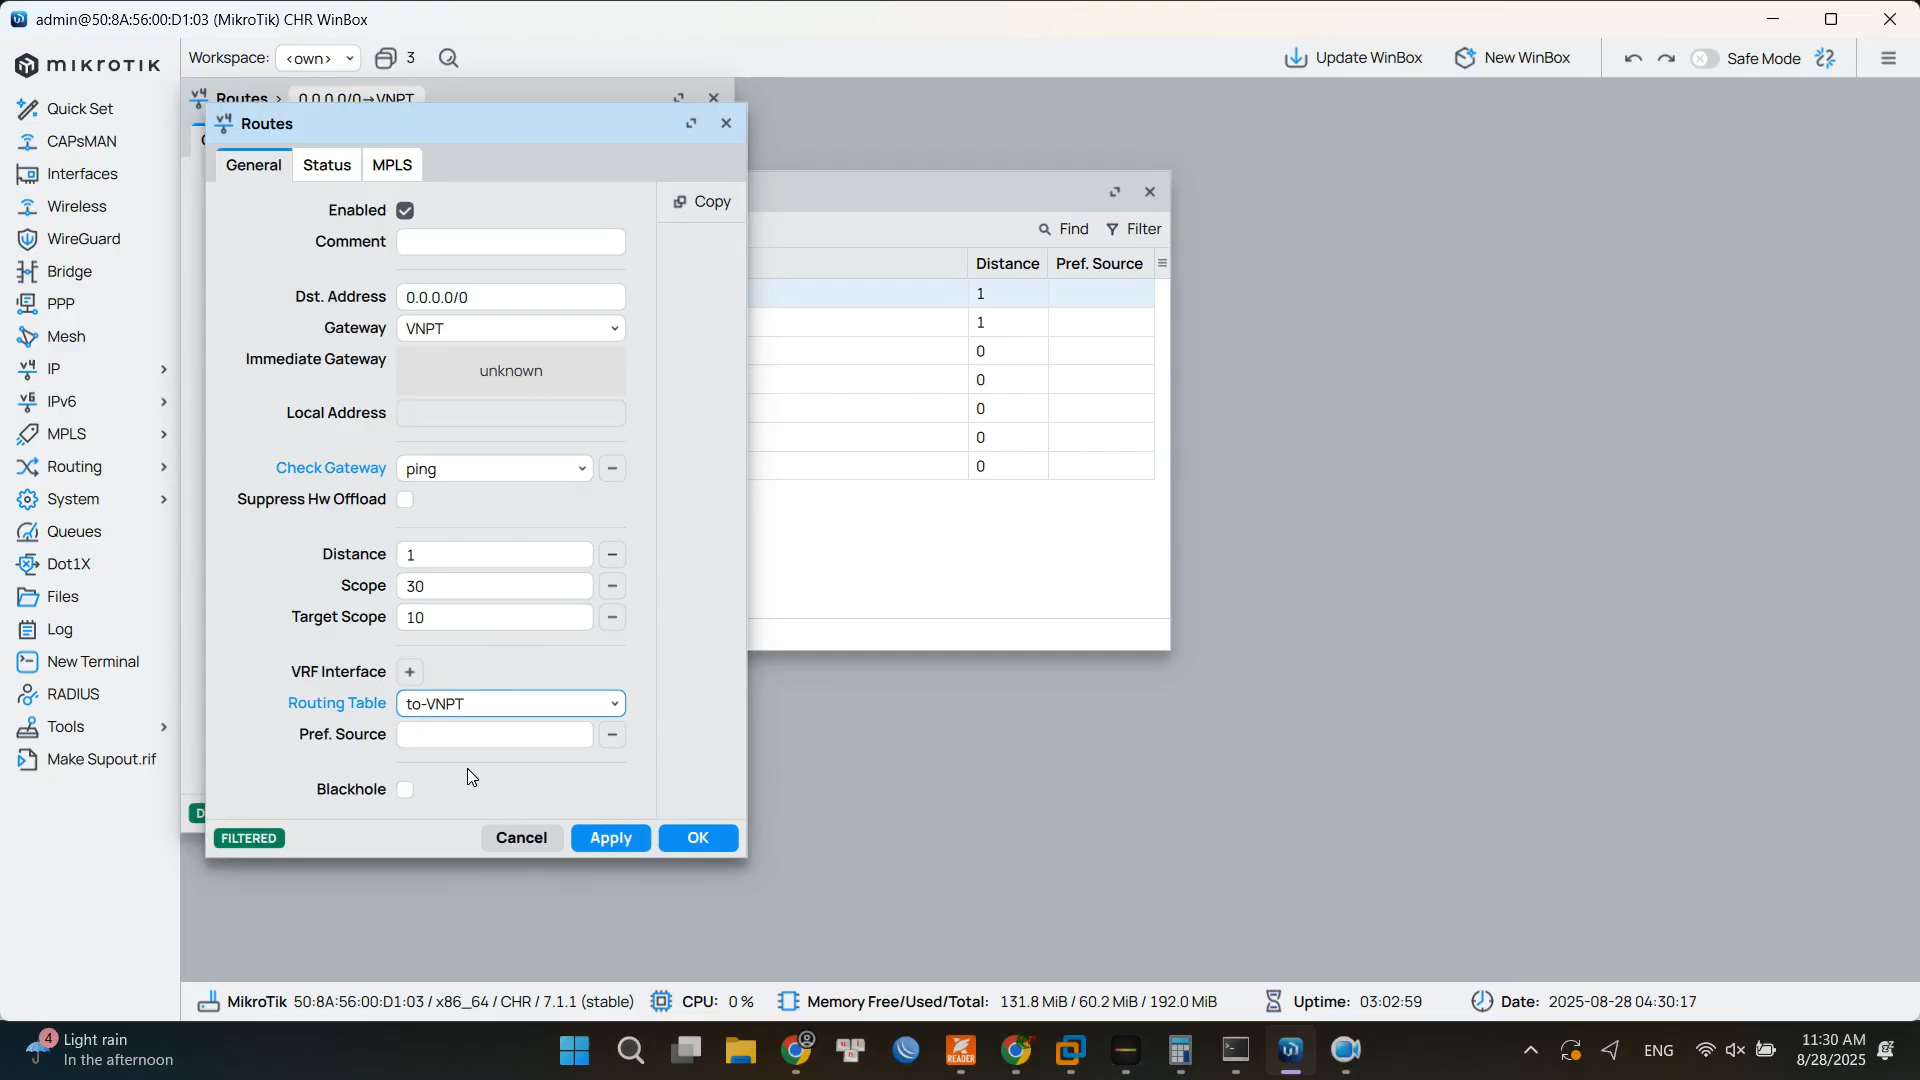 admin@50:8A:56:00:D1:03 (MikroTik) CHR WinBox
MikroTik
Workspace: <own> 3
Update WinBox
New WinBox
Safe Mode
Quick Set
CAPsMAN
Interfaces
Wireless
WireGuard
Bridge
PPP
Mesh
IP
IPv6
MPLS
Routing
System
Queues
Dot1X
Files
Log
New Terminal
RADIUS
Tools
Make Supout.rif
Routes > 0.0.0.0/0→VNPT
Routes
General
Status
MPLS
Copy
Enabled
Comment
Dst. Address 0.0.0.0/0
Gateway VNPT
Immediate Gateway unknown
Local Address
Check Gateway ping
Suppress Hw Offload
Distance 1
Scope 30
Target Scope 10
VRF Interface
Routing Table to-VNPT
Pref. Source
Blackhole
FILTERED
Cancel
Apply
OK
Find
Filter
Distance Pref. Source
1
1
0
0
0
0
0
MikroTik 50:8A:56:00:D1:03 / x86_64 / CHR / 7.1.1 (stable)
CPU: 0 %
Memory Free/Used/Total: 131.8 MiB / 60.2 MiB / 192.0 MiB
Uptime: 03:02:59
Date: 2025-08-28 04:30:17
4
Light rain
In the afternoon
READER
ENG
11:30 AM
8/28/2025